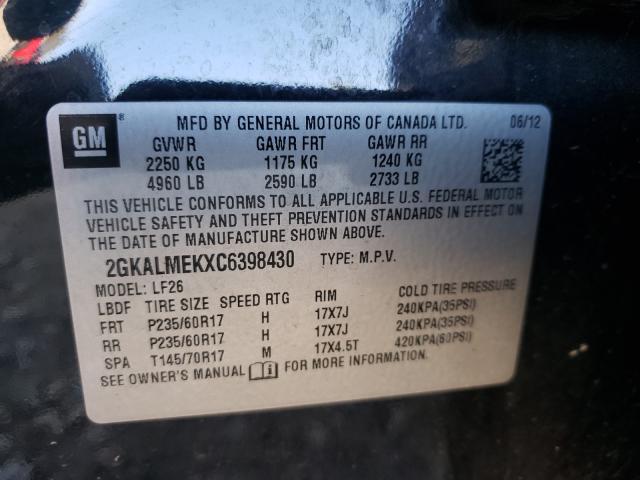 GM ® MFD BY GENERAL MOTORS OF CANADA LTD. 06/12
GVWR GAWR FRT GAWR RR
2250 KG 1175 KG 1240 KG
4960 LB 2590 LB 2733 LB
THIS VEHICLE CONFORMS TO ALL APPLICABLE U.S. FEDERAL MOTOR
VEHICLE SAFETY AND THEFT PREVENTION STANDARDS IN EFFECT ON
THE DATE OF MANUFACTURE SHOWN ABOVE.
2GKALMEKXC6398430 TYPE: M.P.V.
MODEL: LF26
LBDF TIRE SIZE SPEED RTG RIM COLD TIRE PRESSURE
FRT P235/60R17 H 17X7J 240KPA(35PSI)
RR P235/60R17 H 17X7J 240KPA(35PSI)
SPA T145/70R17 M 17X4.5T 420KPA(60PSI)
SEE OWNER'S MANUAL FOR MORE INFORMATION.